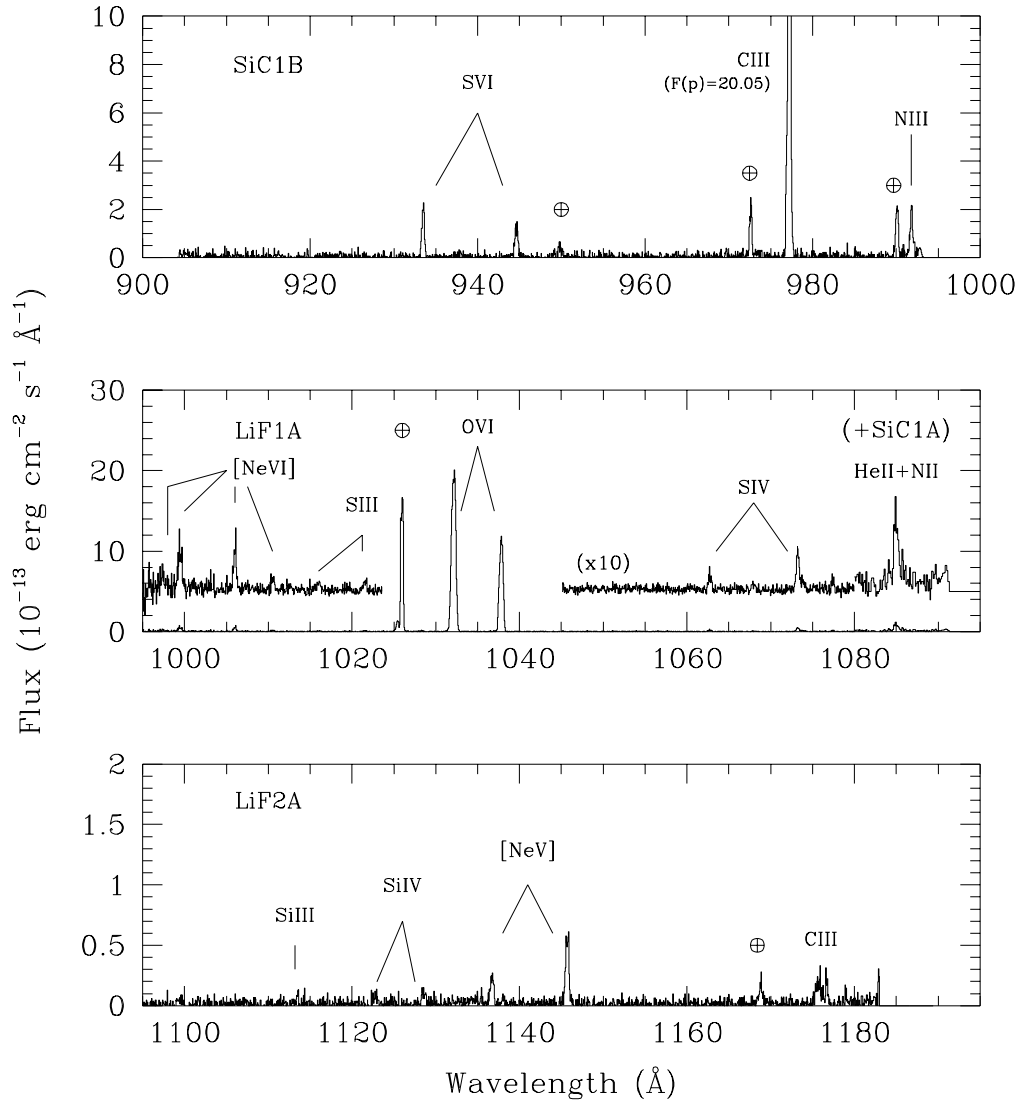 10
SiC1B
CIII
8
SVI
(F(p)=20.05)
6
NIII
4
⊕
⊕
2
⊕
0
900 920 940 960 980 1000
30
LiF1A
⊕
OVI
(+SiC1A)
[NeVI]
HeII+NII
20
SIII
SIV
10
(x10)
0
1000 1020 1040 1060 1080
Flux (10⁻¹³ erg cm⁻² s⁻¹ Å⁻¹)
2
LiF2A
1.5
[NeV]
1
SiIV
SiIII
0.5
⊕
CIII
0
1100 1120 1140 1160 1180
Wavelength (Å)